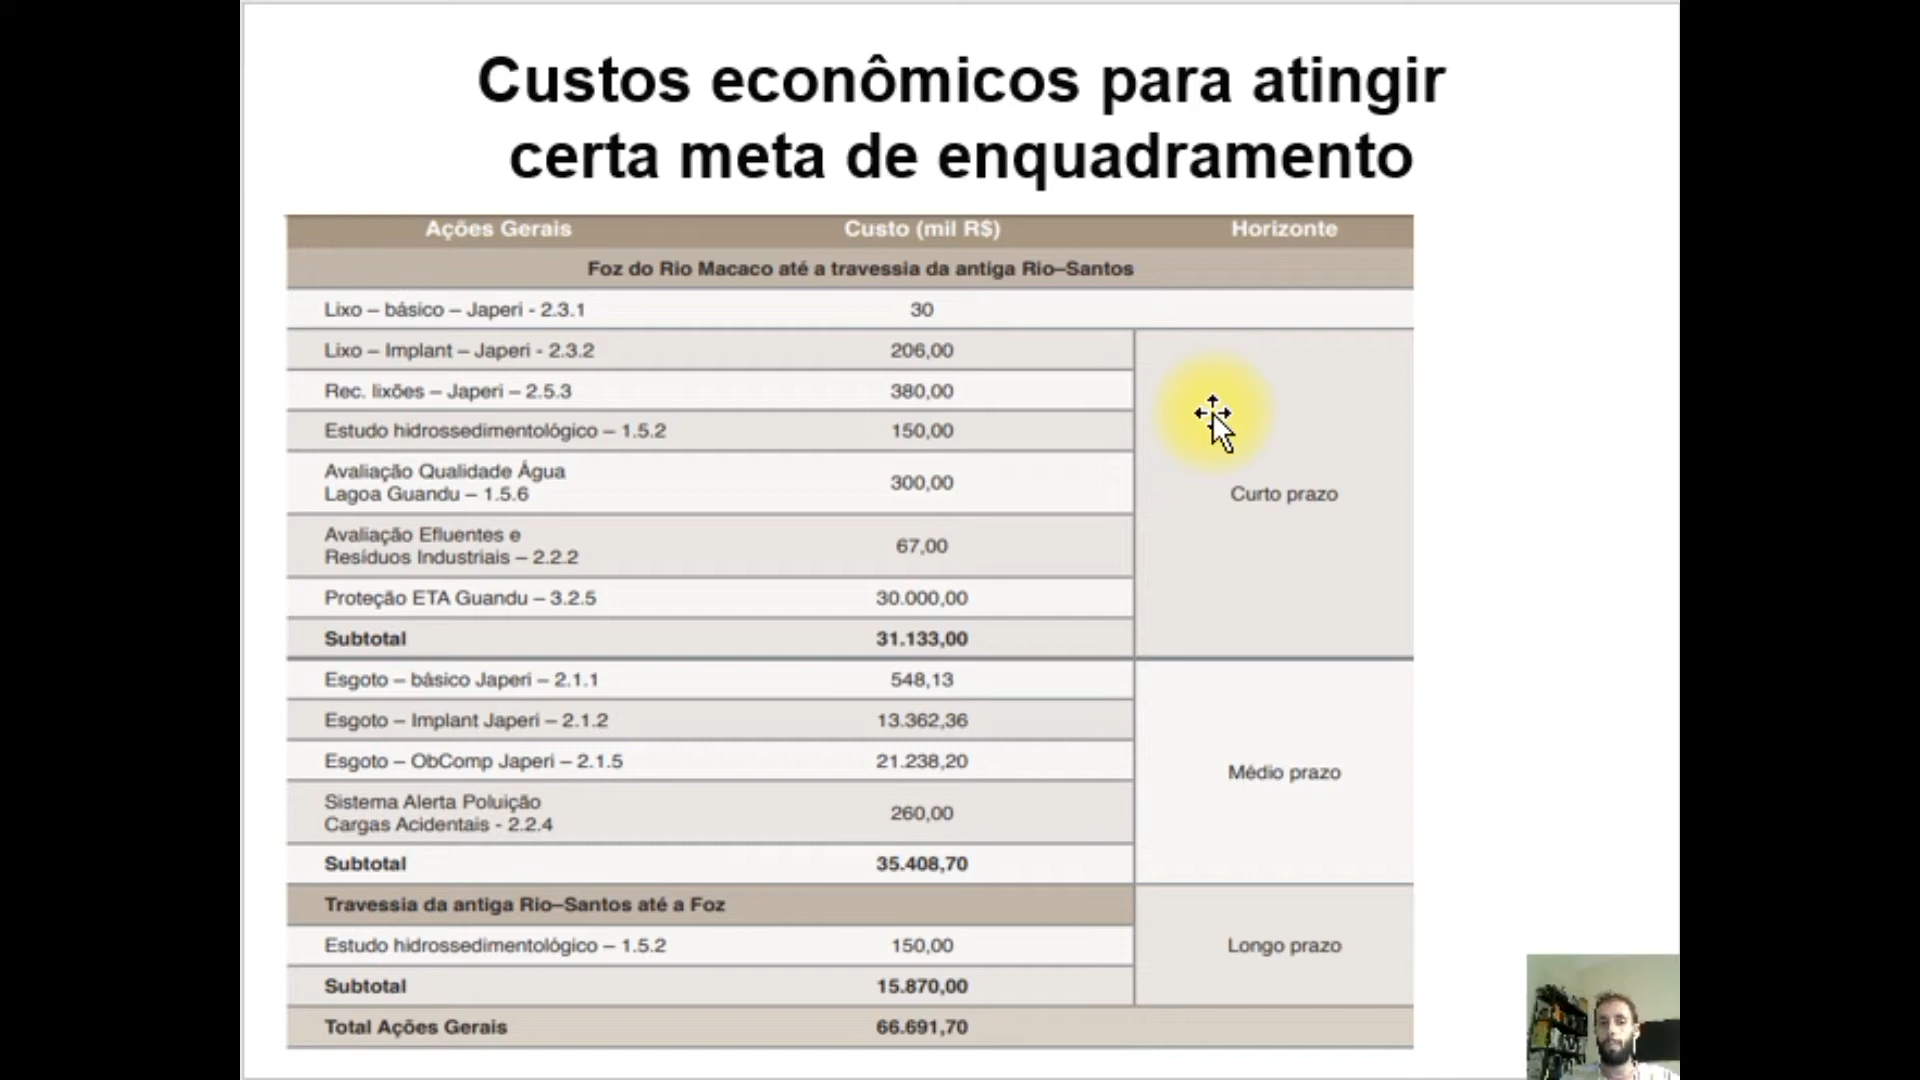 Custos econômicos para atingir
certa meta de enquadramento
Ações Gerais Custo (mil R$) Horizonte
Foz do Rio Macaco até a travessia da antiga Rio–Santos
Lixo – básico – Japeri - 2.3.1 30
Lixo – Implant – Japeri - 2.3.2 206,00
Rec. lixões – Japeri – 2.5.3 380,00
Estudo hidrossedimentológico – 1.5.2 150,00
Avaliação Qualidade Água
Lagoa Guandu – 1.5.6
300,00
Curto prazo
Avaliação Efluentes e
Resíduos Industriais – 2.2.2
67,00
Proteção ETA Guandu – 3.2.5 30.000,00
Subtotal 31.133,00
Esgoto – básico Japeri – 2.1.1 548,13
Esgoto – Implant Japeri – 2.1.2 13.362,36
Esgoto – ObComp Japeri – 2.1.5 21.238,20
Médio prazo
Sistema Alerta Poluição
Cargas Acidentais - 2.2.4
260,00
Subtotal 35.408,70
Travessia da antiga Rio–Santos até a Foz
Estudo hidrossedimentológico – 1.5.2 150,00 Longo prazo
Subtotal 15.870,00
Total Ações Gerais 66.691,70